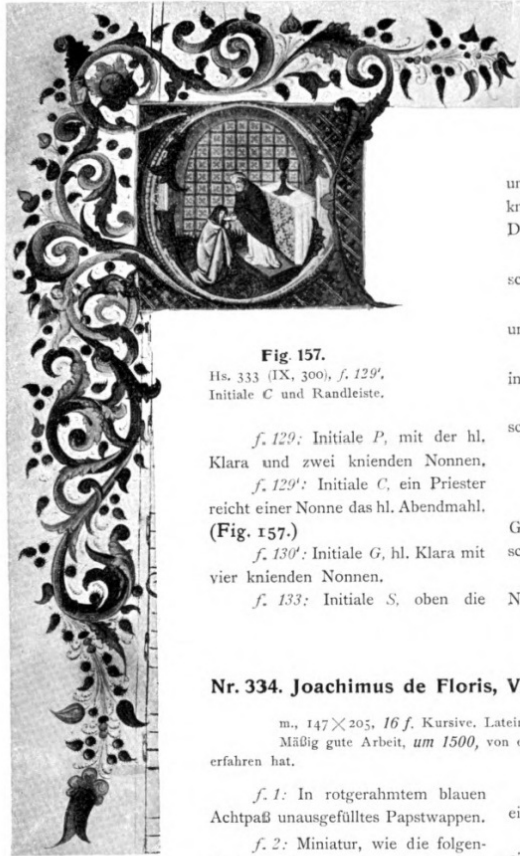 Fig. 157.
Hs. 333 (IX, 300), f. 129'.
Initiale C und Randleiste.
f. 129: Initiale P, mit der hl.
Klara und zwei knienden Nonnen.
f. 129': Initiale C, ein Priester
reicht einer Nonne das hl. Abendmahl.
(Fig. 157.)
f. 130': Initiale G, hl. Klara mit
vier knienden Nonnen.
f. 133: Initiale S, oben die
Nr. 334. Joachimus de Floris, V
m., 147×205, 16 f. Kursive. Latein
Mäßig gute Arbeit, um 1500, von
erfahren hat.
f. 1: In rotgerahmtem blauen
Achtpaß unausgefülltes Papstwappen.
f. 2: Miniatur, wie die folgen-